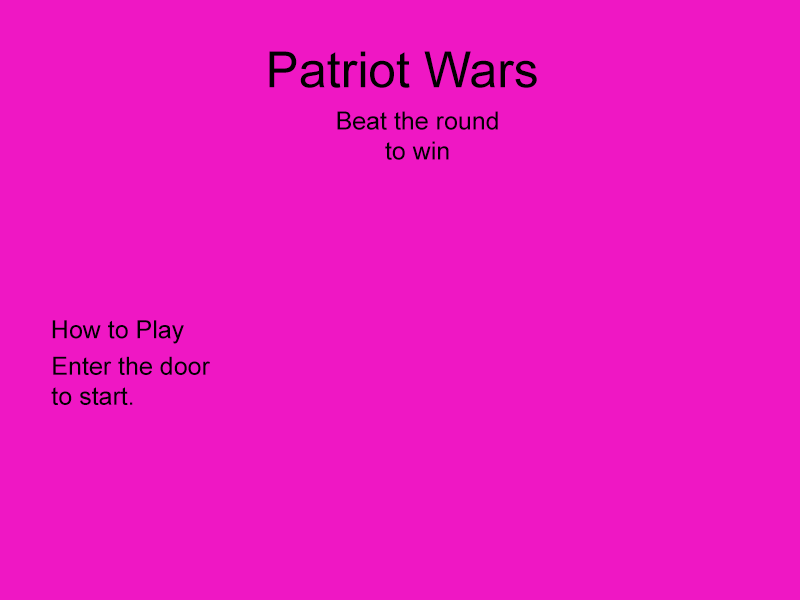 Patriot Wars
Beat the round
to win
How to Play
Enter the door
to start.